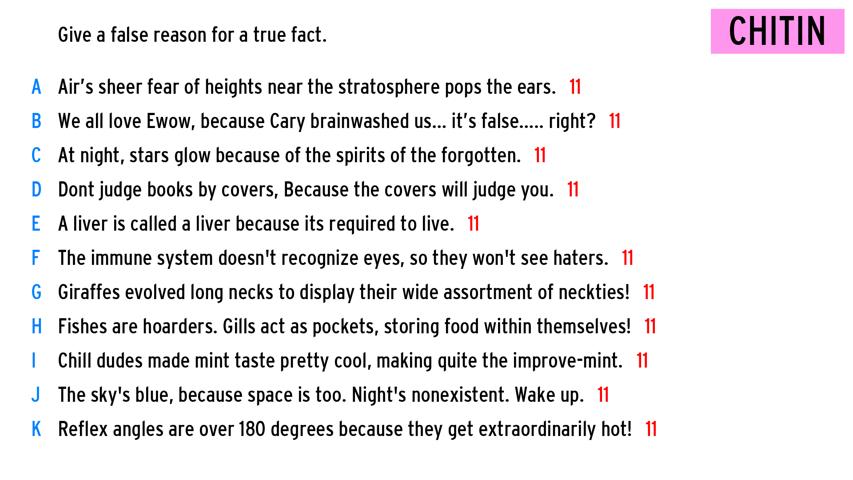 Give a false reason for a true fact.
CHITIN
A Air's sheer fear of heights near the stratosphere pops the ears. 11
B We all love Ewow, because Cary brainwashed us... it's false..... right? 11
C At night, stars glow because of the spirits of the forgotten. 11
D Dont judge books by covers, Because the covers will judge you. 11
E A liver is called a liver because its required to live. 11
F The immune system doesn't recognize eyes, so they won't see haters. 11
G Giraffes evolved long necks to display their wide assortment of neckties! 11
H Fishes are hoarders. Gills act as pockets, storing food within themselves! 11
I Chill dudes made mint taste pretty cool, making quite the improve-mint. 11
J The sky's blue, because space is too. Night's nonexistent. Wake up. 11
K Reflex angles are over 180 degrees because they get extraordinarily hot! 11